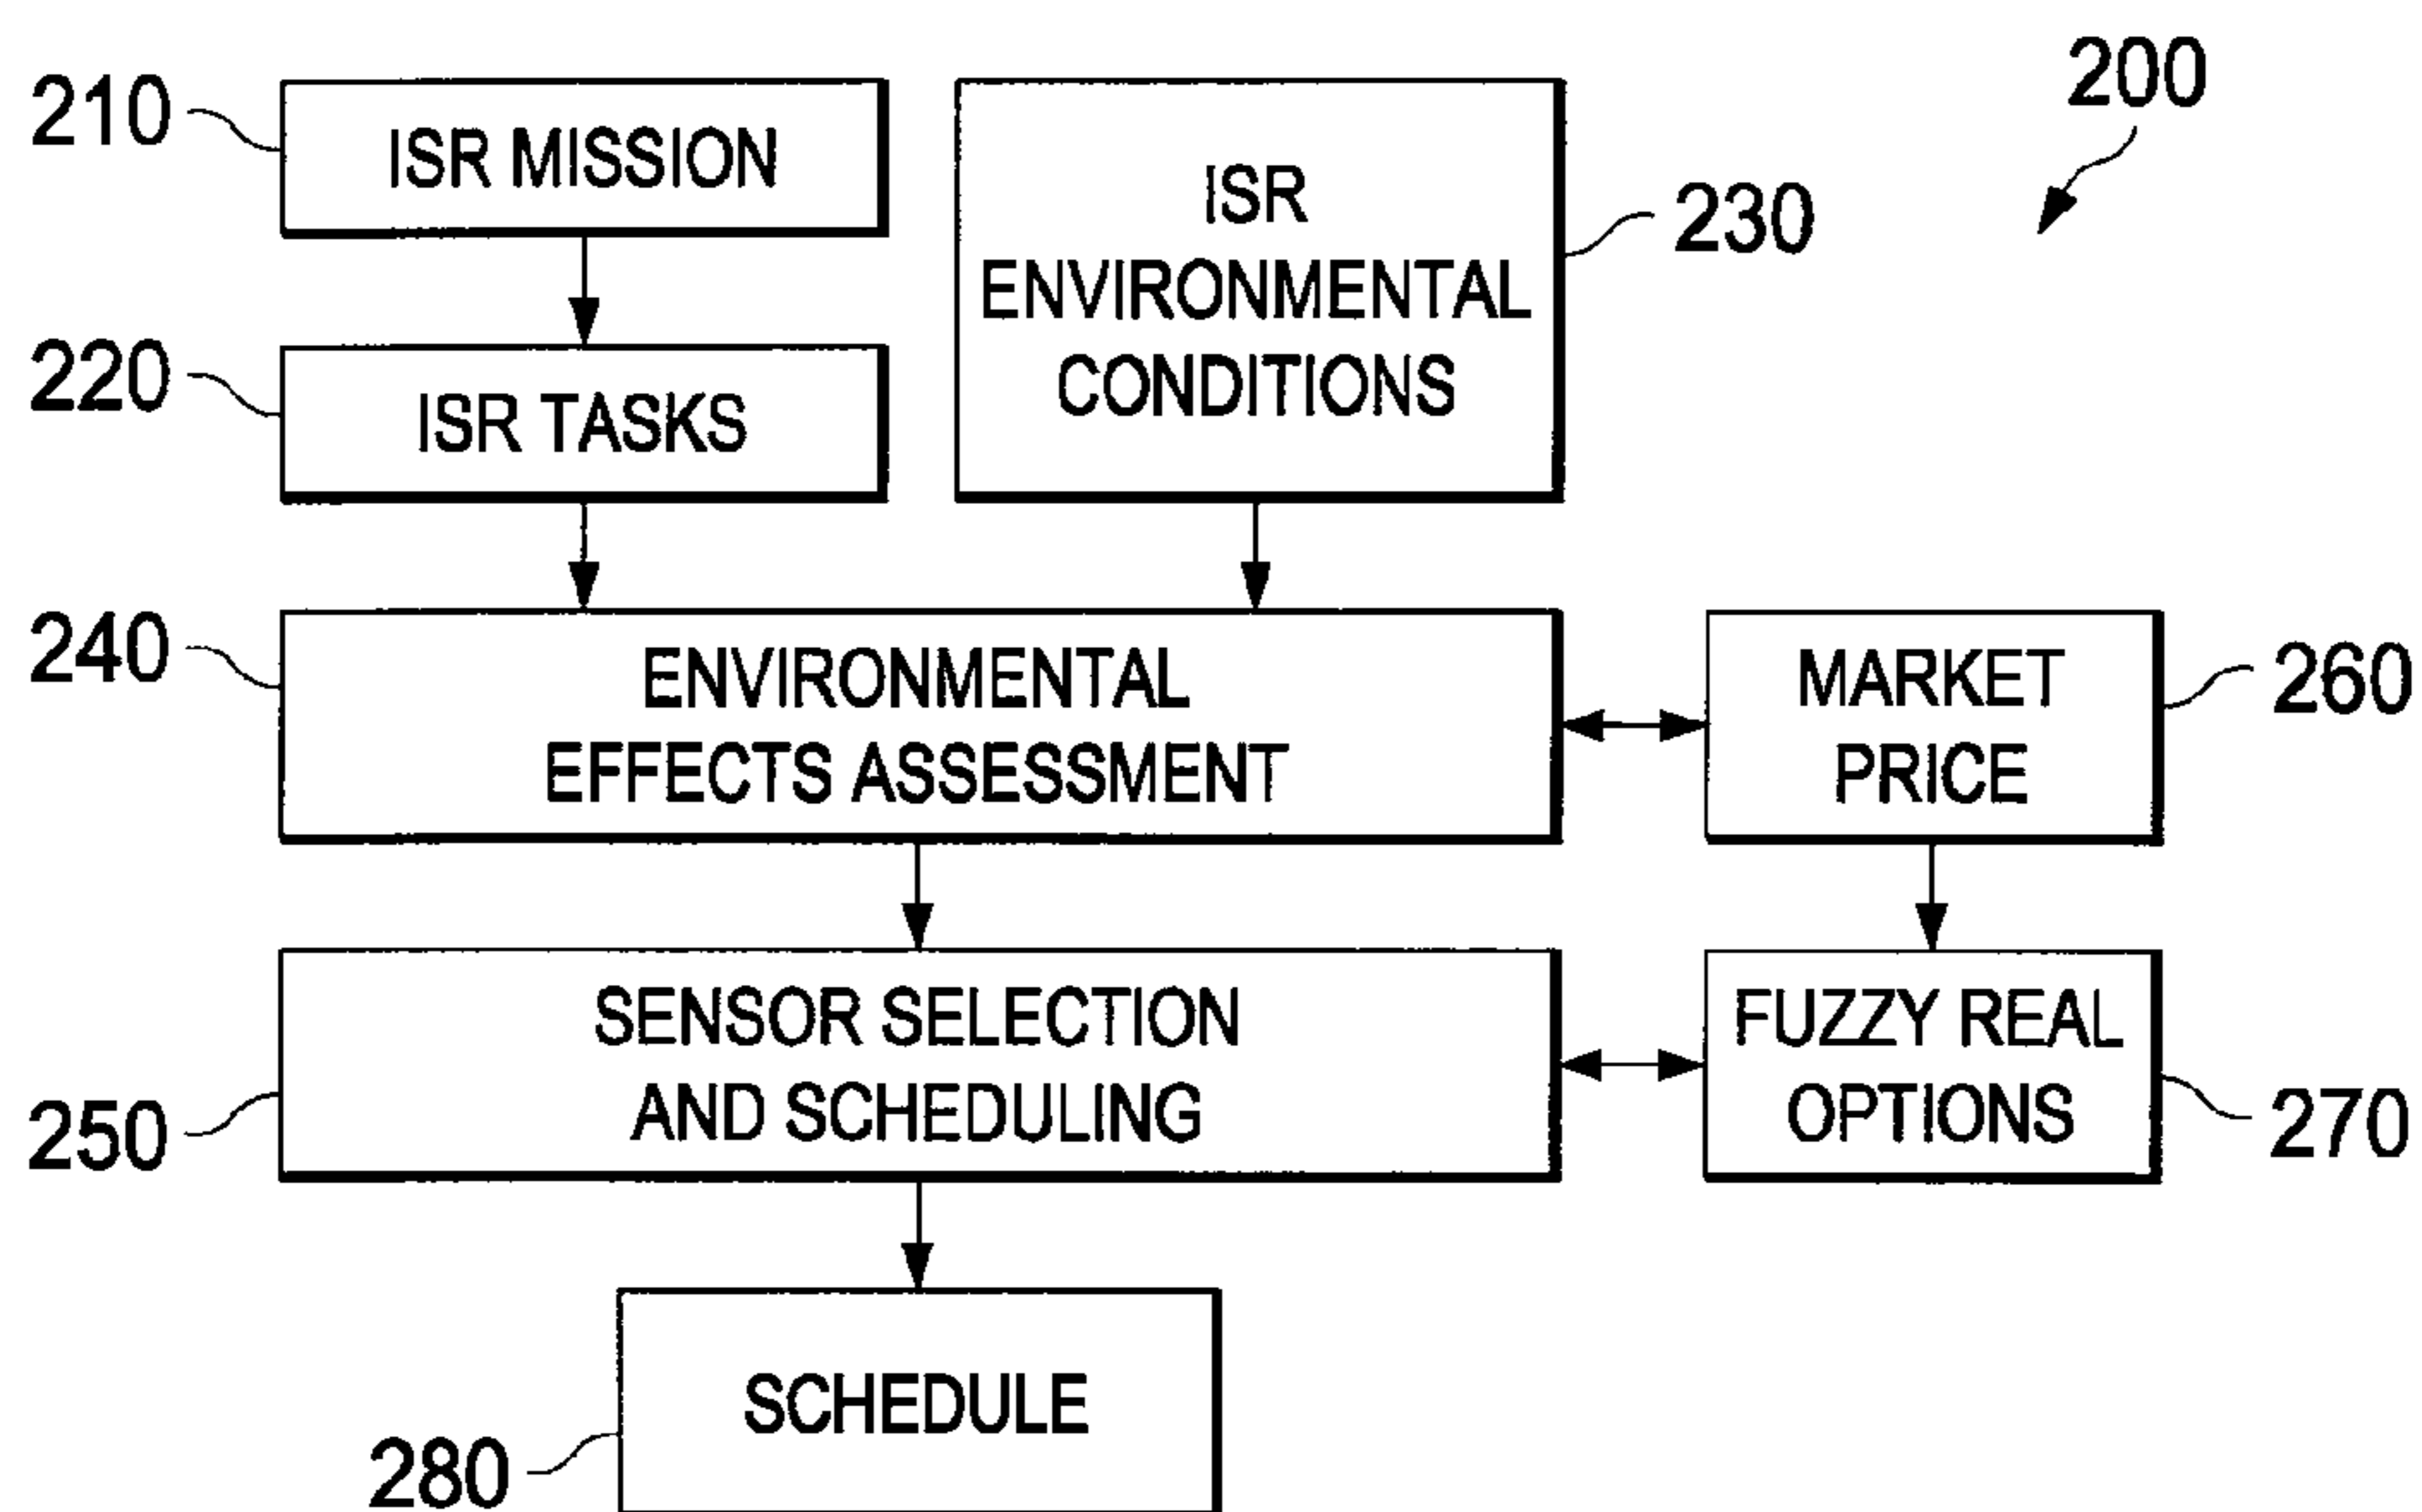 200
210
ISR MISSION
ISR
ENVIRONMENTAL
CONDITIONS
230
220
ISR TASKS
240
ENVIRONMENTAL
EFFECTS ASSESSMENT
MARKET
PRICE
260
250
SENSOR SELECTION
AND SCHEDULING
FUZZY REAL
OPTIONS
270
SCHEDULE
280